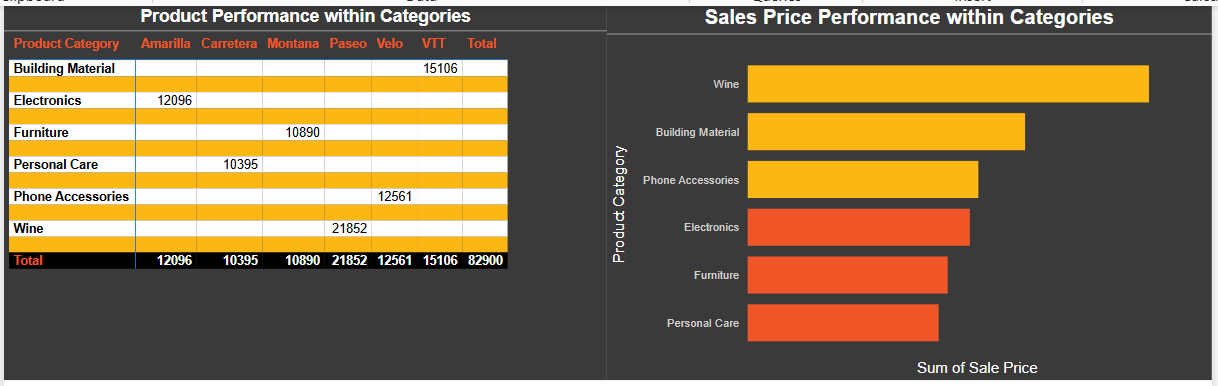 Product Performance within Categories
Product Category Amarilla Carretera Montana Paseo Velo VTT Total
Building Material 15106
Electronics 12096
Furniture 10890
Personal Care 10395
Phone Accessories 12561
Wine 21852
Total 12096 10395 10890 21852 12561 15106 82900
Sales Price Performance within Categories
Product Category
Wine
Building Material
Phone Accessories
Electronics
Furniture
Personal Care
Sum of Sale Price